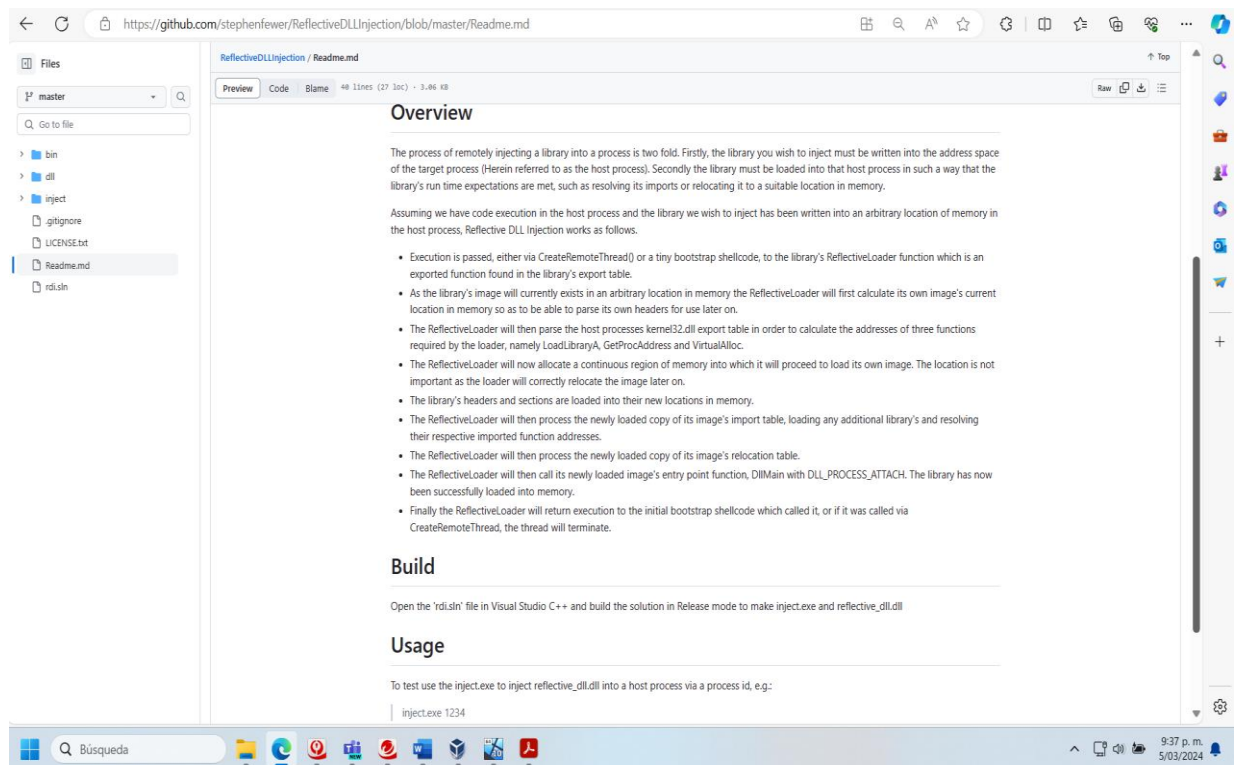 https://github.com/stephenfewer/ReflectiveDLLInjection/blob/master/Readme.md
Files
master
Go to file
bin
dll
inject
.gitignore
LICENSE.txt
Readme.md
rdi.sln
ReflectiveDLLInjection / Readme.md
Top
Preview Code Blame 40 lines (27 loc) · 3.06 KB
Raw
Overview
The process of remotely injecting a library into a process is two fold. Firstly, the library you wish to inject must be written into the address space
of the target process (Herein referred to as the host process). Secondly the library must be loaded into that host process in such a way that the
library's run time expectations are met, such as resolving its imports or relocating it to a suitable location in memory.
Assuming we have code execution in the host process and the library we wish to inject has been written into an arbitrary location of memory in
the host process, Reflective DLL Injection works as follows.
• Execution is passed, either via CreateRemoteThread() or a tiny bootstrap shellcode, to the library's ReflectiveLoader function which is an
exported function found in the library's export table.
• As the library's image will currently exists in an arbitrary location in memory the ReflectiveLoader will first calculate its own image's current
location in memory so as to be able to parse its own headers for use later on.
• The ReflectiveLoader will then parse the host processes kernel32.dll export table in order to calculate the addresses of three functions
required by the loader, namely LoadLibraryA, GetProcAddress and VirtualAlloc.
• The ReflectiveLoader will now allocate a continuous region of memory into which it will proceed to load its own image. The location is not
important as the loader will correctly relocate the image later on.
• The library's headers and sections are loaded into their new locations in memory.
• The ReflectiveLoader will then process the newly loaded copy of its image's import table, loading any additional library's and resolving
their respective imported function addresses.
• The ReflectiveLoader will then process the newly loaded copy of its image's relocation table.
• The ReflectiveLoader will then call its newly loaded image's entry point function, DllMain with DLL_PROCESS_ATTACH. The library has now
been successfully loaded into memory.
• Finally the ReflectiveLoader will return execution to the initial bootstrap shellcode which called it, or if it was called via
CreateRemoteThread, the thread will terminate.
Build
Open the 'rdi.sln' file in Visual Studio C++ and build the solution in Release mode to make inject.exe and reflective_dll.dll
Usage
To test use the inject.exe to inject reflective_dll.dll into a host process via a process id, e.g.:
inject.exe 1234
Búsqueda
9:37 p. m.
5/03/2024